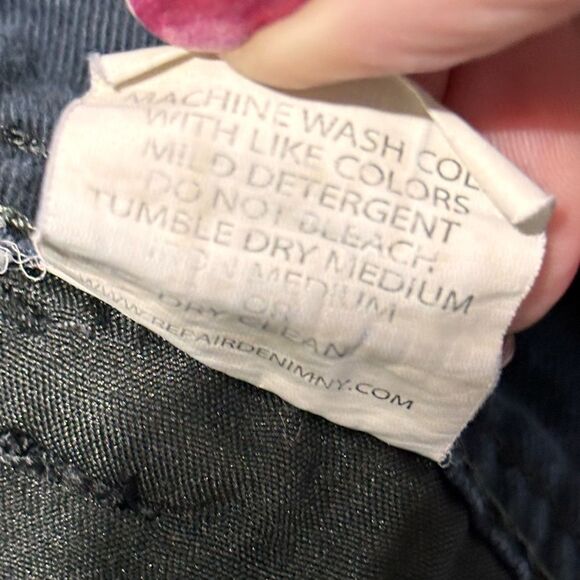 MACHINE WASH COL
WITH LIKE COLORS
MILD DETERGENT
DO NOT BLEACH
TUMBLE DRY MEDIUM
IRON MEDIUM
OR
DRY CLEAN
WWW.REPAIRDENIMNY.COM